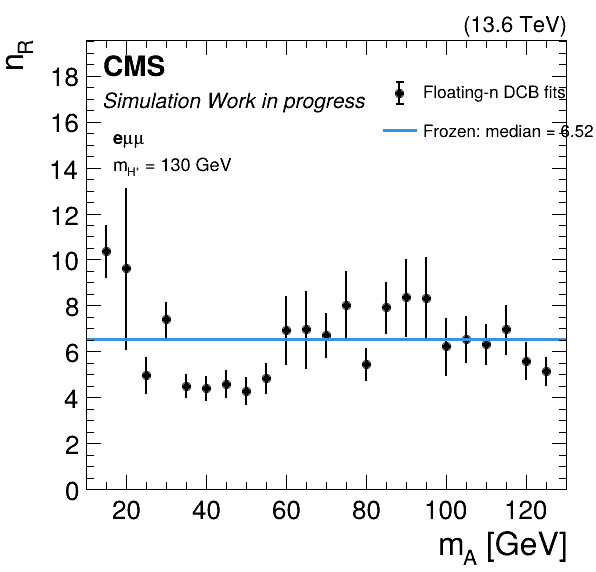 (13.6 TeV)
n_R
CMS
Simulation Work in progress
Floating-n DCB fits
Frozen: median = 6.52
eμμ
m_H⁺ = 130 GeV
18
16
14
12
10
8
6
4
2
0
20 40 60 80 100 120
m_A [GeV]